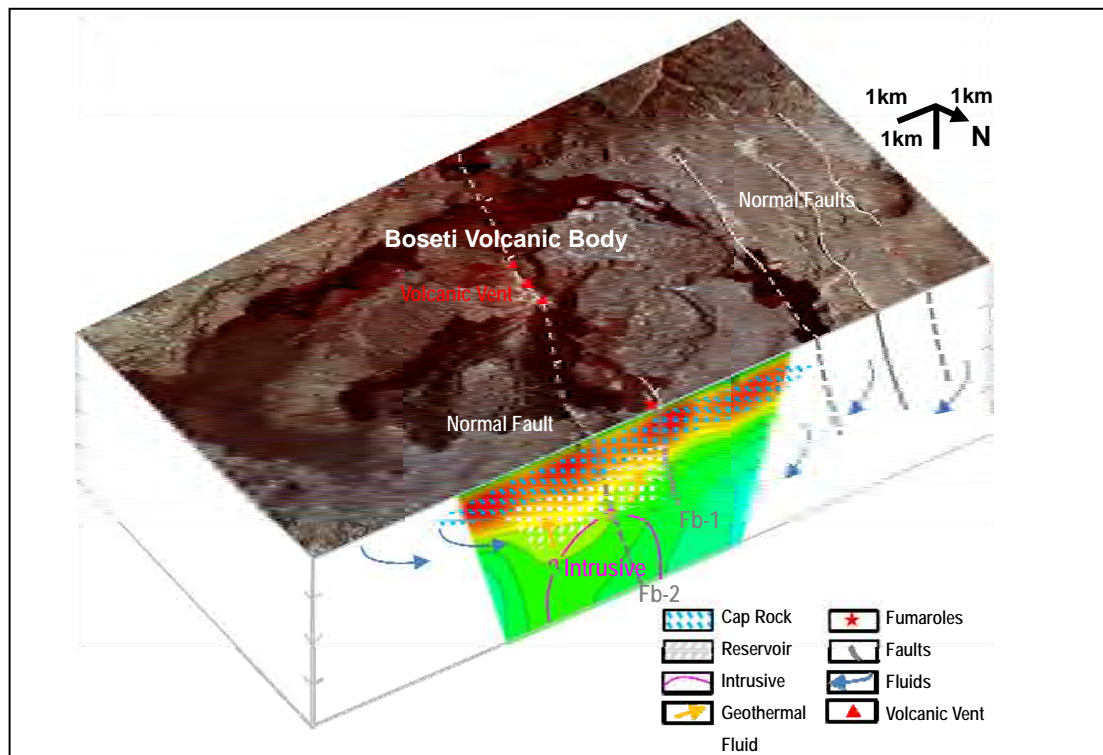 1km 1km
1km N
Normal Faults
Boseti Volcanic Body
Volcanic Vent
Normal Fault
Fb-1
Intrusive
Fb-2
Cap Rock
Fumaroles
Reservoir
Faults
Intrusive
Fluids
Geothermal
Fluid
Volcanic Vent